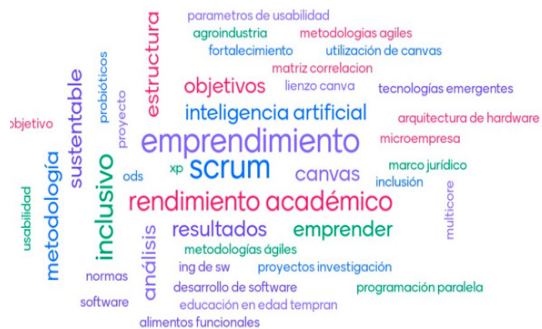 parametros de usabilidad
agroindustria
metodologias agiles
estructura
fortalecimiento
utilización de canvas
matriz correlacion
probióticos
sustentable
objetivos
lienzo canva
tecnologías emergentes
proyecto
inteligencia artificial
objetivo
arquitectura de hardware
emprendimiento
microempresa
metodología
inclusivo
xp
scrum
marco jurídico
ods
canvas
inclusión
usabilidad
rendimiento académico
multicore
análisis
resultados
emprender
metodologías ágiles
normas
ing de sw
proyectos investigación
desarrollo de software
programación paralela
software
educación en edad tempran
alimentos funcionales